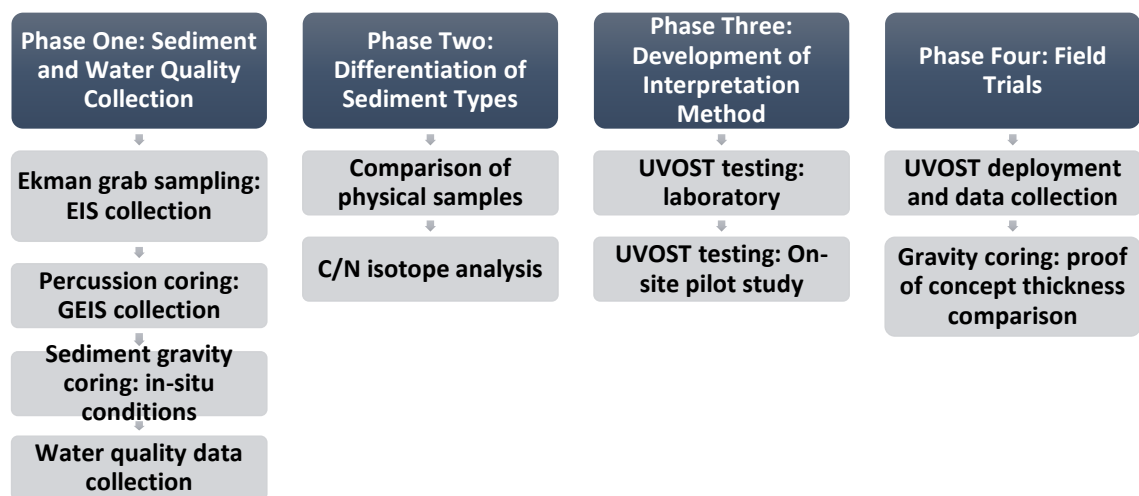 Phase One: Sediment
and Water Quality
Collection
Ekman grab sampling:
EIS collection
Percussion coring:
GEIS collection
Sediment gravity
coring: in-situ
conditions
Water quality data
collection
Phase Two:
Differentiation of
Sediment Types
Comparison of
physical samples
C/N isotope analysis
Phase Three:
Development of
Interpretation
Method
UVOST testing:
laboratory
UVOST testing: On-
site pilot study
Phase Four: Field
Trials
UVOST deployment
and data collection
Gravity coring: proof
of concept thickness
comparison